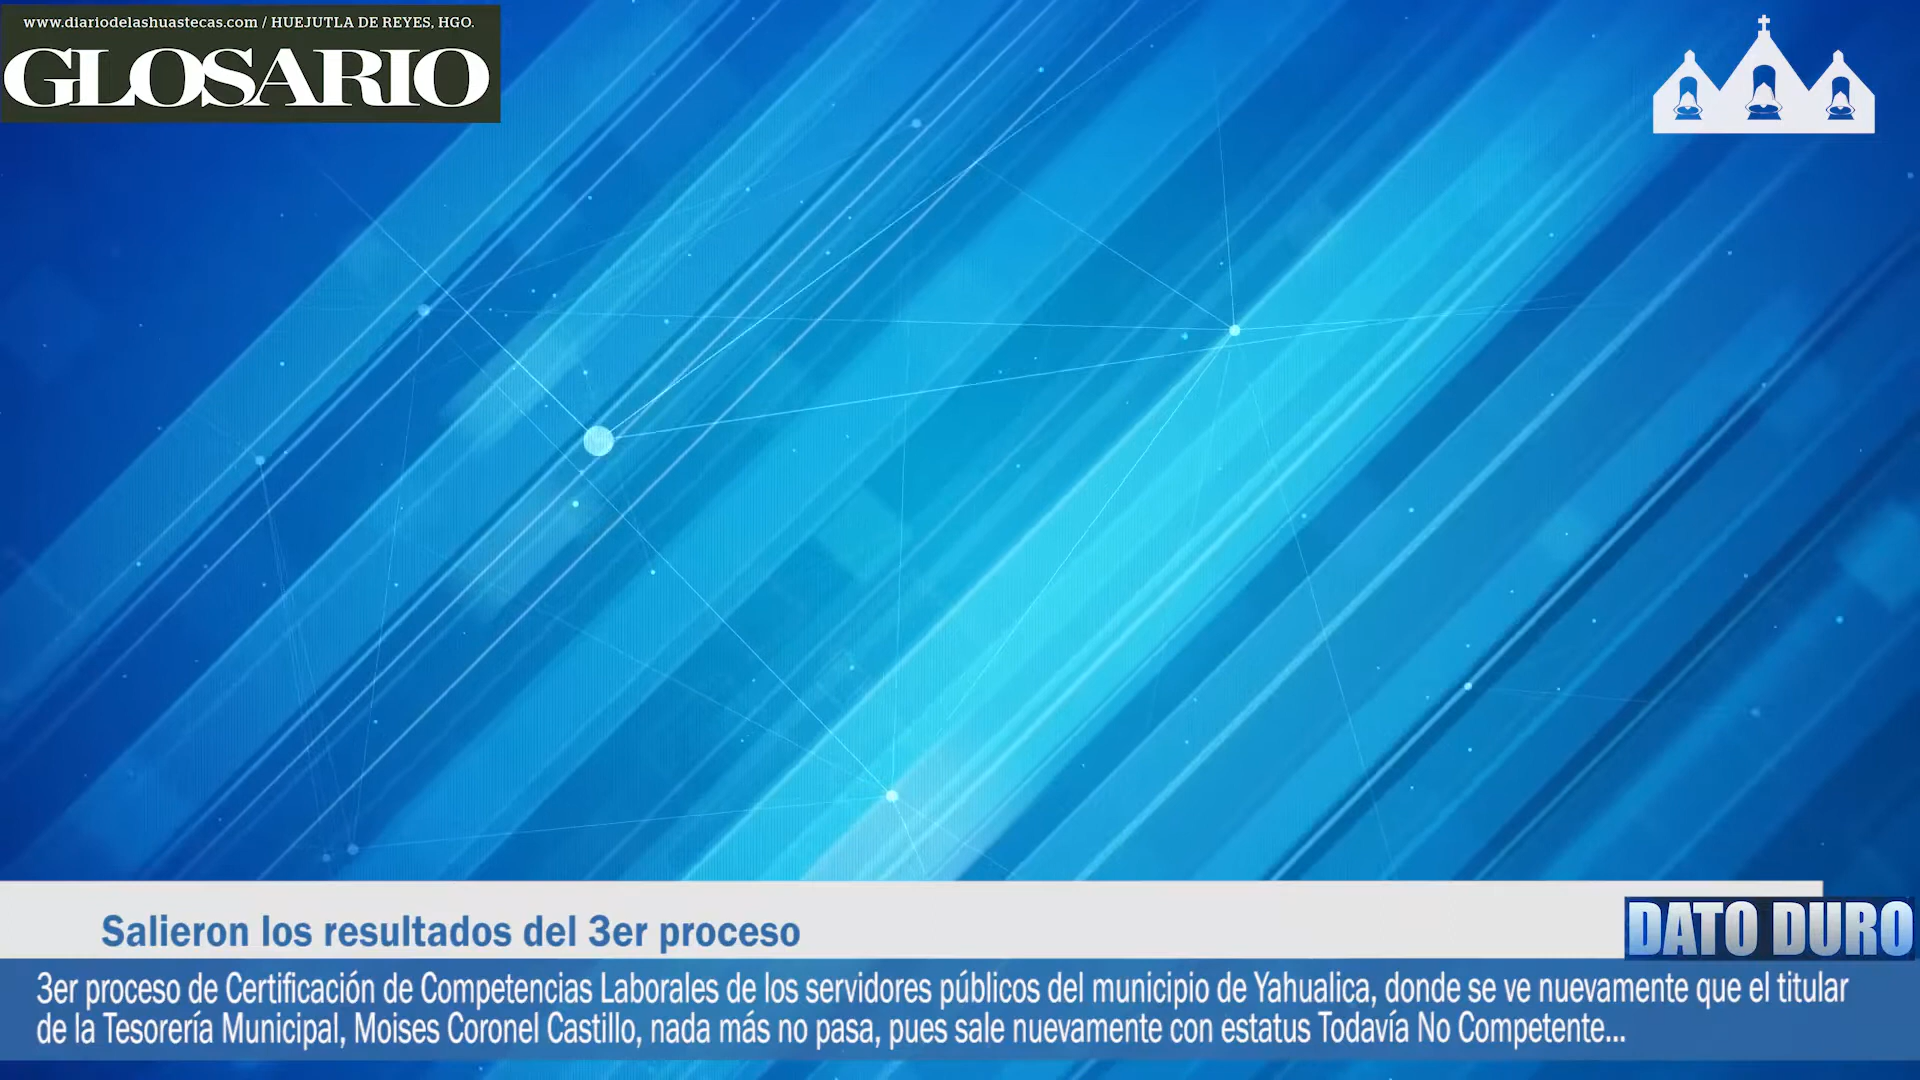 www.diariodelashuastecas.com / HUEJUTLA DE REYES, HGO.
GLOSARIO
Salieron los resultados del 3er proceso
DATO DURO
3er proceso de Certificación de Competencias Laborales de los servidores públicos del municipio de Yahualica, donde se ve nuevamente que el titular
de la Tesorería Municipal, Moises Coronel Castillo, nada más no pasa, pues sale nuevamente con estatus Todavía No Competente...